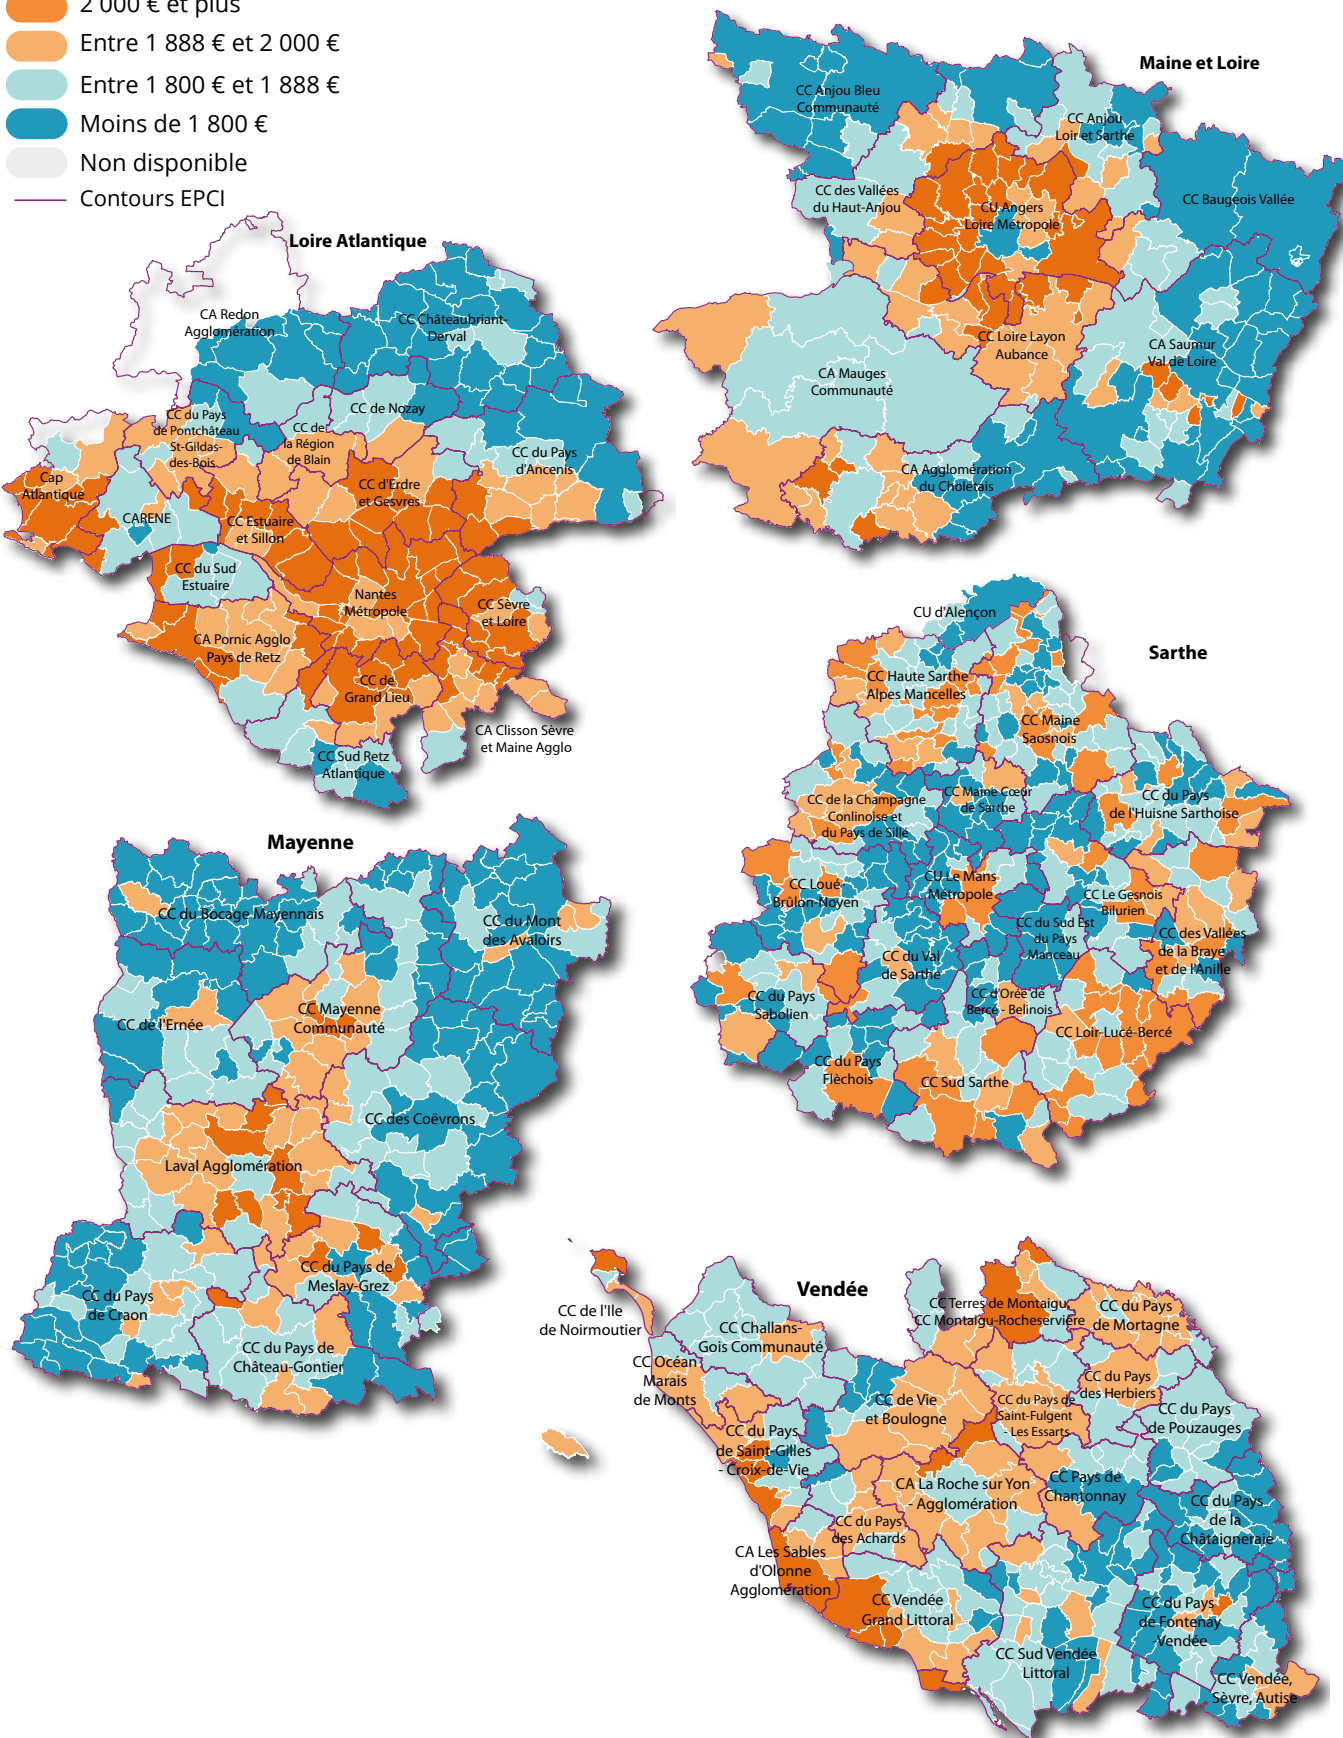 2 000 € et plus
Entre 1 888 € et 2 000 €
Entre 1 800 € et 1 888 €
Moins de 1 800 €
Non disponible
Contours EPCI
Loire Atlantique
CA Redon
Agglomération
CC Châteaubriant-
Derval
CC de Nozay
CC du Pays
de Pontchâteau
St-Gildas-
des-Bois
CC de
la Région
de Blain
CC du Pays
d'Ancenis
Cap
Atlantique
CARENE
CC d'Erdre
et Gesvres
CC Estuaire
et Sillon
CC du Sud
Estuaire
Nantes
Métropole
CC Sèvre
et Loire
CA Pornic Agglo
Pays de Retz
CC de
Grand Lieu
CA Clisson Sèvre
et Maine Agglo
CC Sud Retz
Atlantique
Maine et Loire
CC Anjou Bleu
Communauté
CC Anjou
Loir et Sarthe
CC des Vallées
du Haut-Anjou
CU Angers
Loire Métropole
CC Baugeois Vallée
CC Loire Layon
Aubance
CA Saumur
Val de Loire
CA Mauges
Communauté
CA Agglomération
du Choletais
Sarthe
CU d'Alençon
CC Haute Sarthe
Alpes Mancelles
CC Maine
Saosnois
CC de la Champagne
Conlinoise et
du Pays de Sillé
CC Maine Cœur
de Sarthe
CC du Pays
de l'Huisne Sarthoise
CC Loué-
Brûlon-Noyen
CU Le Mans
Métropole
CC Le Gesnois
Bilurien
CC du Sud Est
du Pays
Manceau
CC des Vallées
de la Braye
et de l'Anille
CC du Val
de Sarthe
CC du Pays
Sabolien
CC d'Orée de
Bercé - Belinois
CC Loir-Lucé-Bercé
CC du Pays
Flèchois
CC Sud Sarthe
Mayenne
CC du Bocage Mayennais
CC du Mont
des Avaloirs
CC de l'Ernée
CC Mayenne
Communauté
CC des Coëvrons
Laval Agglomération
CC du Pays de
Meslay-Grez
CC du Pays
de Craon
CC du Pays de
Château-Gontier
Vendée
CC de l'Ile
de Noirmoutier
CC Challans-
Gois Communauté
CC Terres de Montaigu,
CC Montaigu-Rocheservière
CC du Pays
de Mortagne
CC Océan
Marais
de Monts
CC du Pays
des Herbiers
CC de Vie
et Boulogne
CC du Pays de
Saint-Fulgent
- Les Essarts
CC du Pays
de Pouzauges
CC du Pays
de Saint-Gilles
- Croix-de-Vie
CA La Roche sur Yon
- Agglomération
CC Pays de
Chantonnay
CC du Pays
de la
Châtaigneraie
CC du Pays
des Achards
CA Les Sables
d'Olonne
Agglomération
CC Vendée
Grand Littoral
CC du Pays
de Fontenay
-Vendée
CC Sud Vendée
Littoral
CC Vendée,
Sèvre, Autise